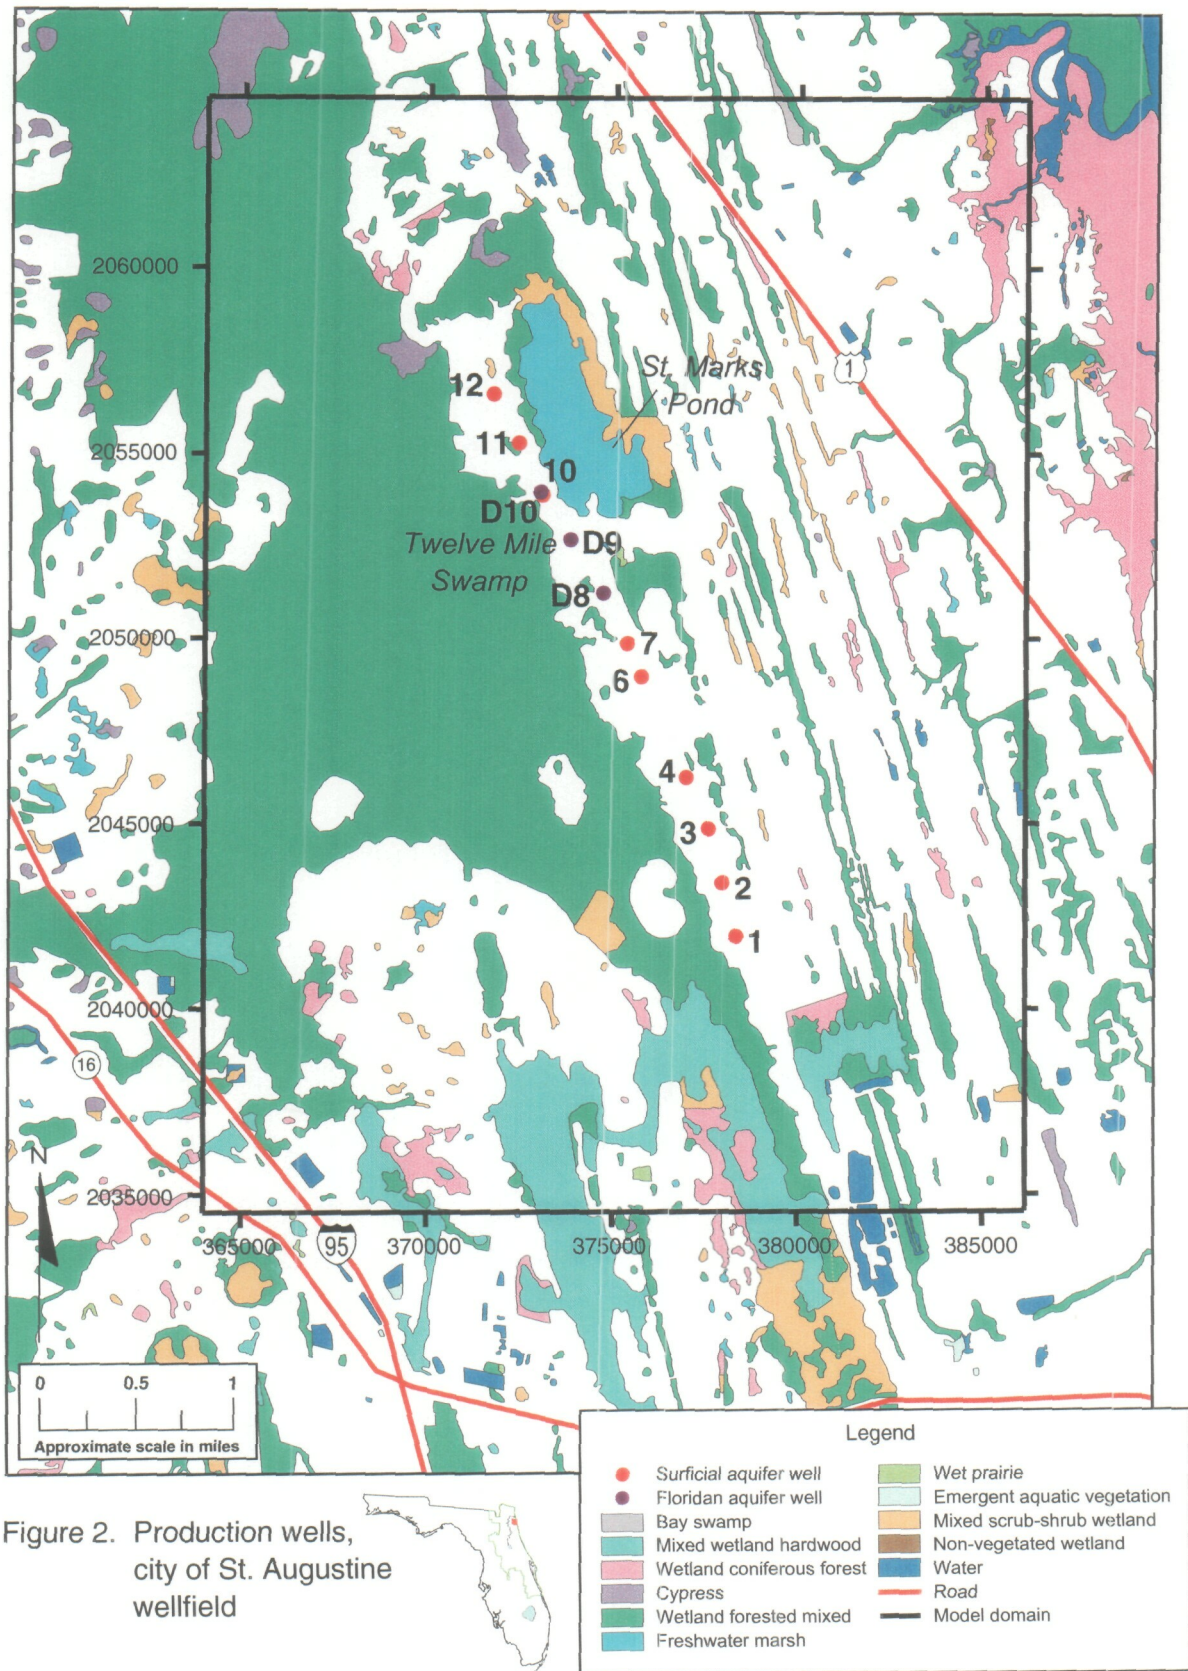 2060000
2055000
2050000
2045000
2040000
2035000
365000
370000
375000
380000
385000
1
St. Marks
Pond
12
11
10
D10
D9
Twelve Mile
Swamp
D8
7
6
4
3
2
1
16
95
N
0 0.5 1
Approximate scale in miles
Legend
Surficial aquifer well
Floridan aquifer well
Bay swamp
Mixed wetland hardwood
Wetland coniferous forest
Cypress
Wetland forested mixed
Freshwater marsh
Wet prairie
Emergent aquatic vegetation
Mixed scrub-shrub wetland
Non-vegetated wetland
Water
Road
Model domain
Figure 2. Production wells,
city of St. Augustine
wellfield